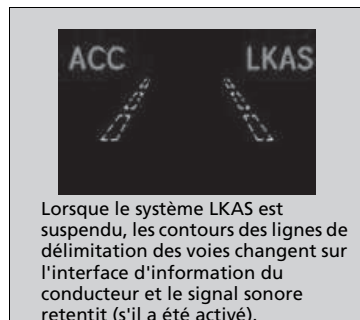 ACC LKAS
Lorsque le système LKAS est
suspendu, les contours des lignes de
délimitation des voies changent sur
l'interface d'information du
conducteur et le signal sonore
retentit (s'il a été activé).